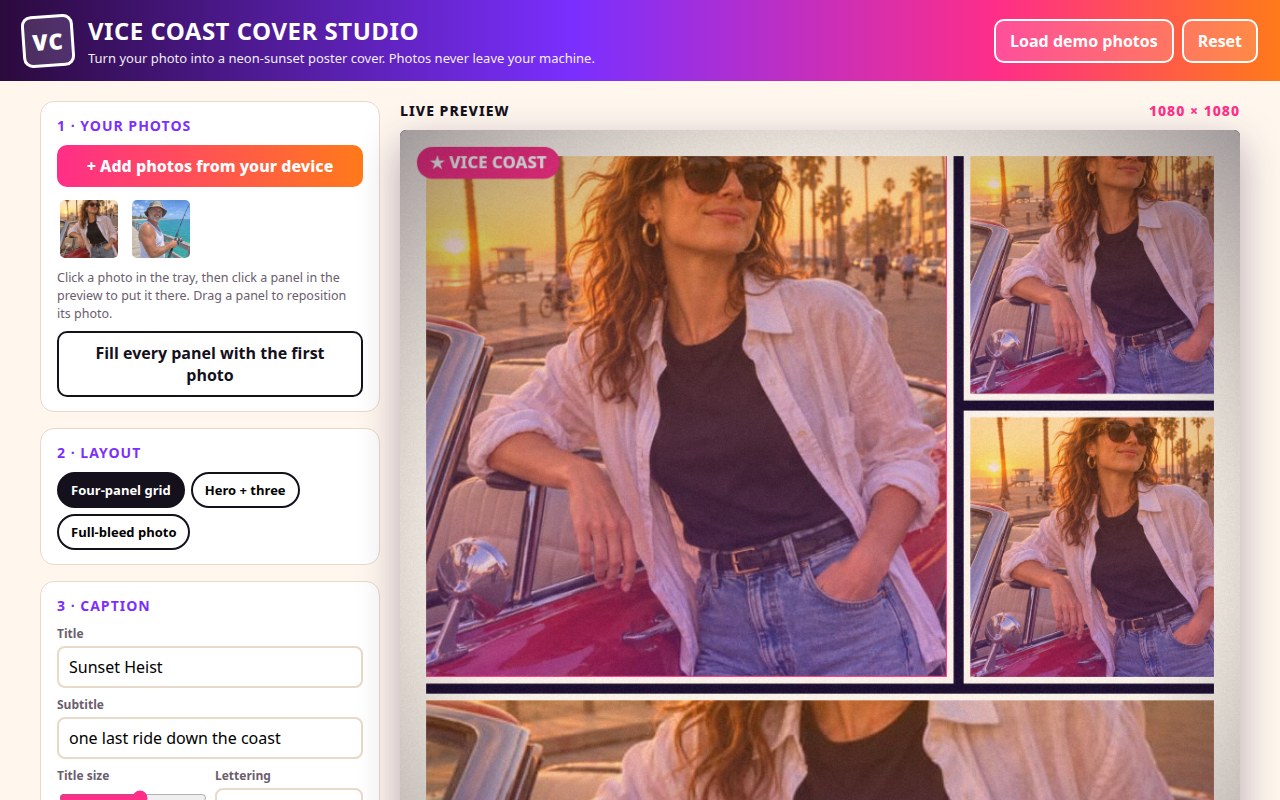 vc
VICE COAST COVER STUDIO
Turn your photo into a neon-sunset poster cover. Photos never leave your machine.
Load demo photos
Reset
1 · YOUR PHOTOS
+ Add photos from your device
Click a photo in the tray, then click a panel in the
preview to put it there. Drag a panel to reposition
its photo.
Fill every panel with the first
photo
2 · LAYOUT
Four-panel grid
Hero + three
Full-bleed photo
3 · CAPTION
Title
Sunset Heist
Subtitle
one last ride down the coast
Title size
Lettering
LIVE PREVIEW
1080 × 1080
★ VICE COAST